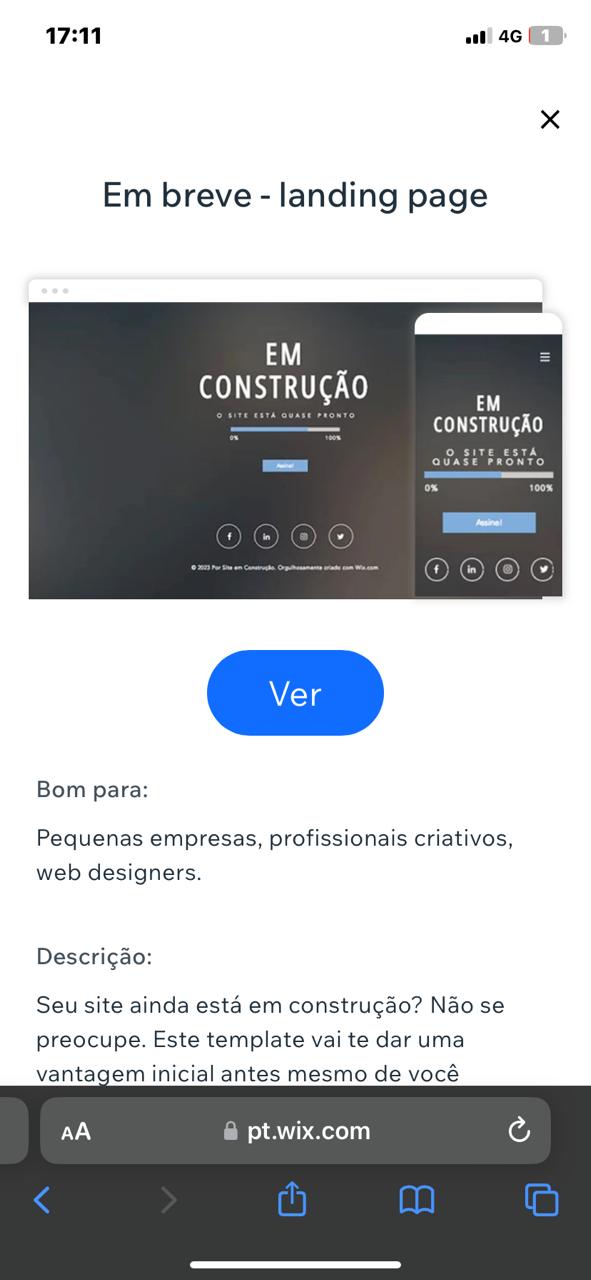 17:11
4G
1
Em breve - landing page
EM
CONSTRUÇÃO
O SITE ESTÁ QUASE PRONTO
0% 100%
Assine!
© 2023 Por Site em Construção. Orgulhosamente criado com Wix.com
EM
CONSTRUÇÃO
O SITE ESTÁ
QUASE PRONTO
0% 100%
Assine!
Ver
Bom para:
Pequenas empresas, profissionais criativos,
web designers.
Descrição:
Seu site ainda está em construção? Não se
preocupe. Este template vai te dar uma
vantagem inicial antes mesmo de você
AA pt.wix.com